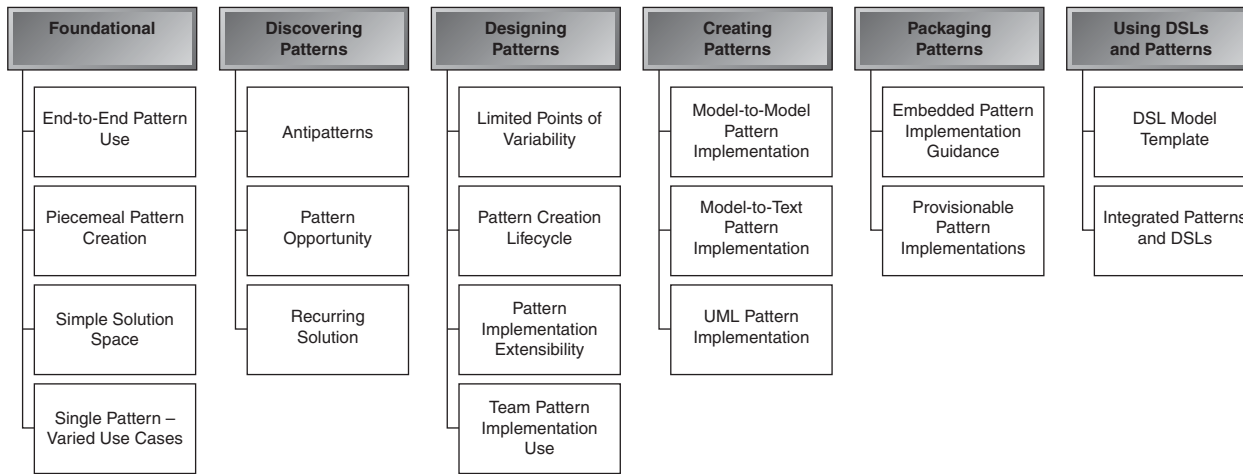 Foundational
End-to-End Pattern
Use
Piecemeal Pattern
Creation
Simple Solution
Space
Single Pattern –
Varied Use Cases
Discovering
Patterns
Antipatterns
Pattern
Opportunity
Recurring
Solution
Designing
Patterns
Limited Points of
Variability
Pattern Creation
Lifecycle
Pattern
Implementation
Extensibility
Team Pattern
Implementation
Use
Creating
Patterns
Model-to-Model
Pattern
Implementation
Model-to-Text
Pattern
Implementation
UML Pattern
Implementation
Packaging
Patterns
Embedded Pattern
Implementation
Guidance
Provisionable
Pattern
Implementations
Using DSLs
and Patterns
DSL Model
Template
Integrated Patterns
and DSLs